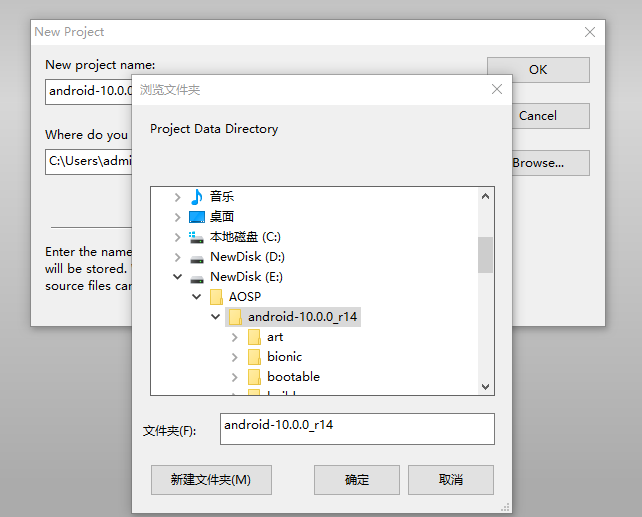 New Project
New project name:
android-10.0.0
OK
浏览文件夹
Project Data Directory
Cancel
Where do you
C:\Users\admi
Browse...
音乐
桌面
本地磁盘 (C:)
NewDisk (D:)
NewDisk (E:)
AOSP
android-10.0.0_r14
art
bionic
bootable
Enter the name
will be stored.
source files can
文件夹(F):
android-10.0.0_r14
新建文件夹(M)
确定
取消